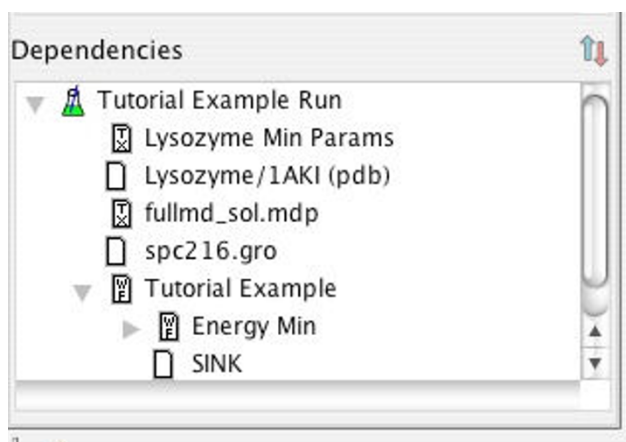 Dependencies
Tutorial Example Run
Lysozyme Min Params
Lysozyme/1AKI (pdb)
fullmd_sol.mdp
spc216.gro
Tutorial Example
Energy Min
SINK